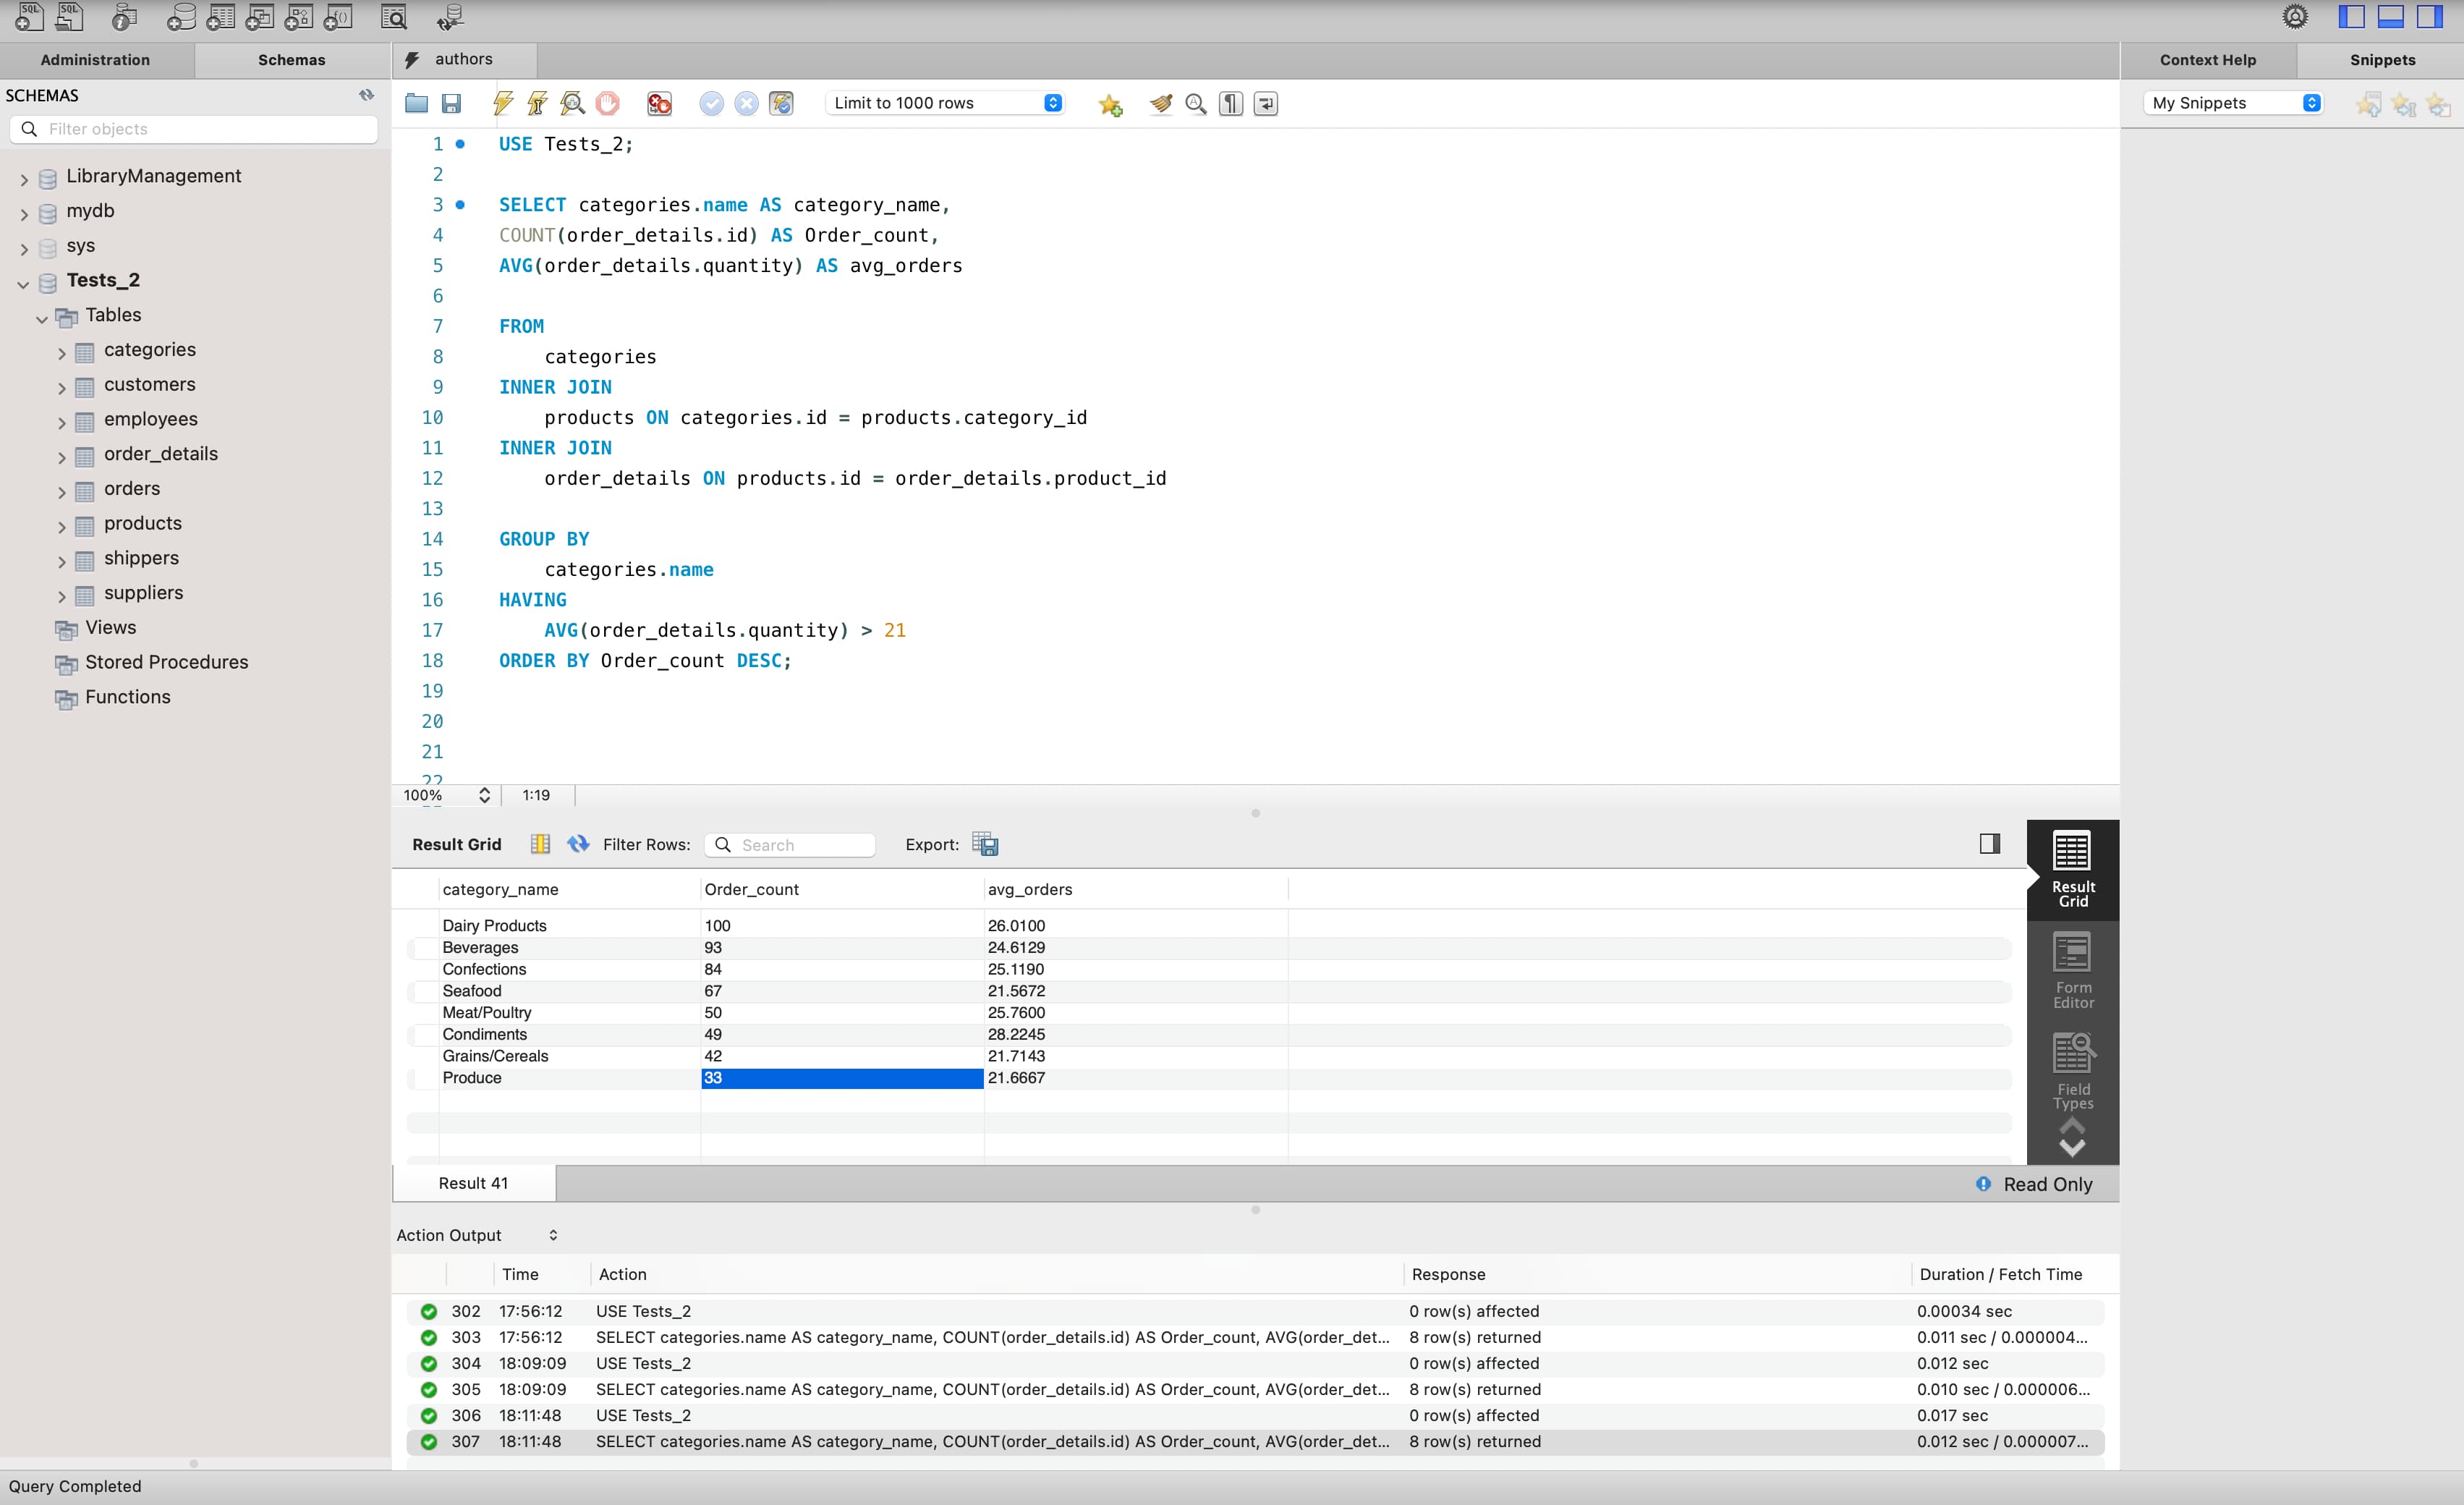 SQL SQL
Administration Schemas authors Context Help Snippets
SCHEMAS
Filter objects
Limit to 1000 rows
My Snippets
LibraryManagement
mydb
sys
Tests_2
Tables
categories
customers
employees
order_details
orders
products
shippers
suppliers
Views
Stored Procedures
Functions
1 USE Tests_2;
2
3 SELECT categories.name AS category_name,
4 COUNT(order_details.id) AS Order_count,
5 AVG(order_details.quantity) AS avg_orders
6
7 FROM
8 categories
9 INNER JOIN
10 products ON categories.id = products.category_id
11 INNER JOIN
12 order_details ON products.id = order_details.product_id
13
14 GROUP BY
15 categories.name
16 HAVING
17 AVG(order_details.quantity) > 21
18 ORDER BY Order_count DESC;
19
20
21
22
100% 1:19
Result Grid Filter Rows: Search Export:
category_name Order_count avg_orders
Dairy Products 100 26.0100
Beverages 93 24.6129
Confections 84 25.1190
Seafood 67 21.5672
Meat/Poultry 50 25.7600
Condiments 49 28.2245
Grains/Cereals 42 21.7143
Produce 33 21.6667
Result
Grid
Form
Editor
Field
Types
Result 41 Read Only
Action Output
Time Action Response Duration / Fetch Time
302 17:56:12 USE Tests_2 0 row(s) affected 0.00034 sec
303 17:56:12 SELECT categories.name AS category_name, COUNT(order_details.id) AS Order_count, AVG(order_det... 8 row(s) returned 0.011 sec / 0.000004...
304 18:09:09 USE Tests_2 0 row(s) affected 0.012 sec
305 18:09:09 SELECT categories.name AS category_name, COUNT(order_details.id) AS Order_count, AVG(order_det... 8 row(s) returned 0.010 sec / 0.000006...
306 18:11:48 USE Tests_2 0 row(s) affected 0.017 sec
307 18:11:48 SELECT categories.name AS category_name, COUNT(order_details.id) AS Order_count, AVG(order_det... 8 row(s) returned 0.012 sec / 0.000007...
Query Completed